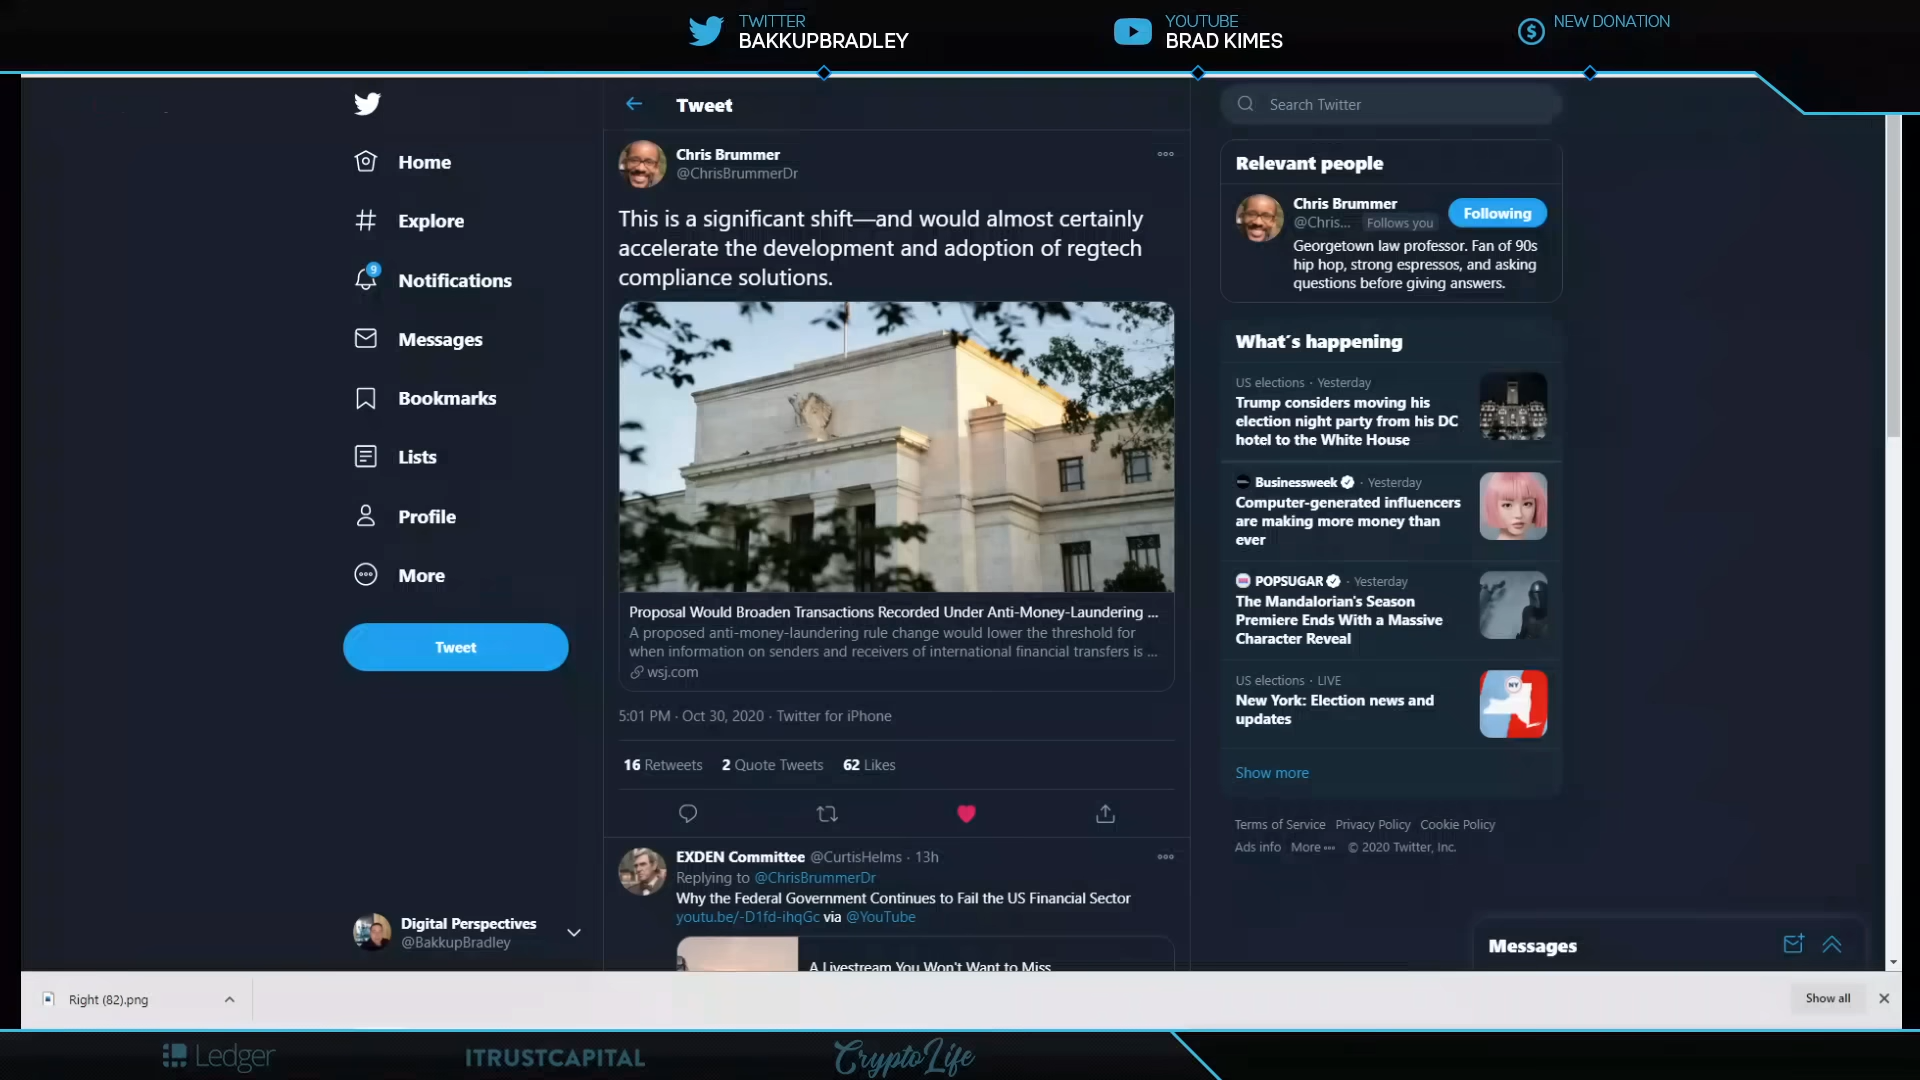 TWITTER
BAKKUPBRADLEY
YOUTUBE
BRAD KIMES
NEW DONATION
Home
Explore
9
Notifications
Messages
Bookmarks
Lists
Profile
More
Tweet
Digital Perspectives
@BakkupBradley
Tweet
Chris Brummer
@ChrisBrummerDr
This is a significant shift—and would almost certainly
accelerate the development and adoption of regtech
compliance solutions.
Proposal Would Broaden Transactions Recorded Under Anti-Money-Laundering ...
A proposed anti-money-laundering rule change would lower the threshold for
when information on senders and receivers of international financial transfers is ...
wsj.com
5:01 PM · Oct 30, 2020 · Twitter for iPhone
16 Retweets 2 Quote Tweets 62 Likes
EXDEN Committee @CurtisHelms · 13h
Replying to @ChrisBrummerDr
Why the Federal Government Continues to Fail the US Financial Sector
youtu.be/-D1fd-ihqGc via @YouTube
A Livestream You Won't Want to Miss
Search Twitter
Relevant people
Chris Brummer
@Chris... Follows you
Following
Georgetown law professor. Fan of 90s
hip hop, strong espressos, and asking
questions before giving answers.
What´s happening
US elections · Yesterday
Trump considers moving his
election night party from his DC
hotel to the White House
Businessweek · Yesterday
Computer-generated influencers
are making more money than
ever
POPSUGAR · Yesterday
The Mandalorian's Season
Premiere Ends With a Massive
Character Reveal
US elections · LIVE
New York: Election news and
updates
NY
Show more
Terms of Service Privacy Policy Cookie Policy
Ads info More ··· © 2020 Twitter, Inc.
Messages
Right (82).png
Show all
Ledger
ITRUSTCAPITAL
CryptoLife